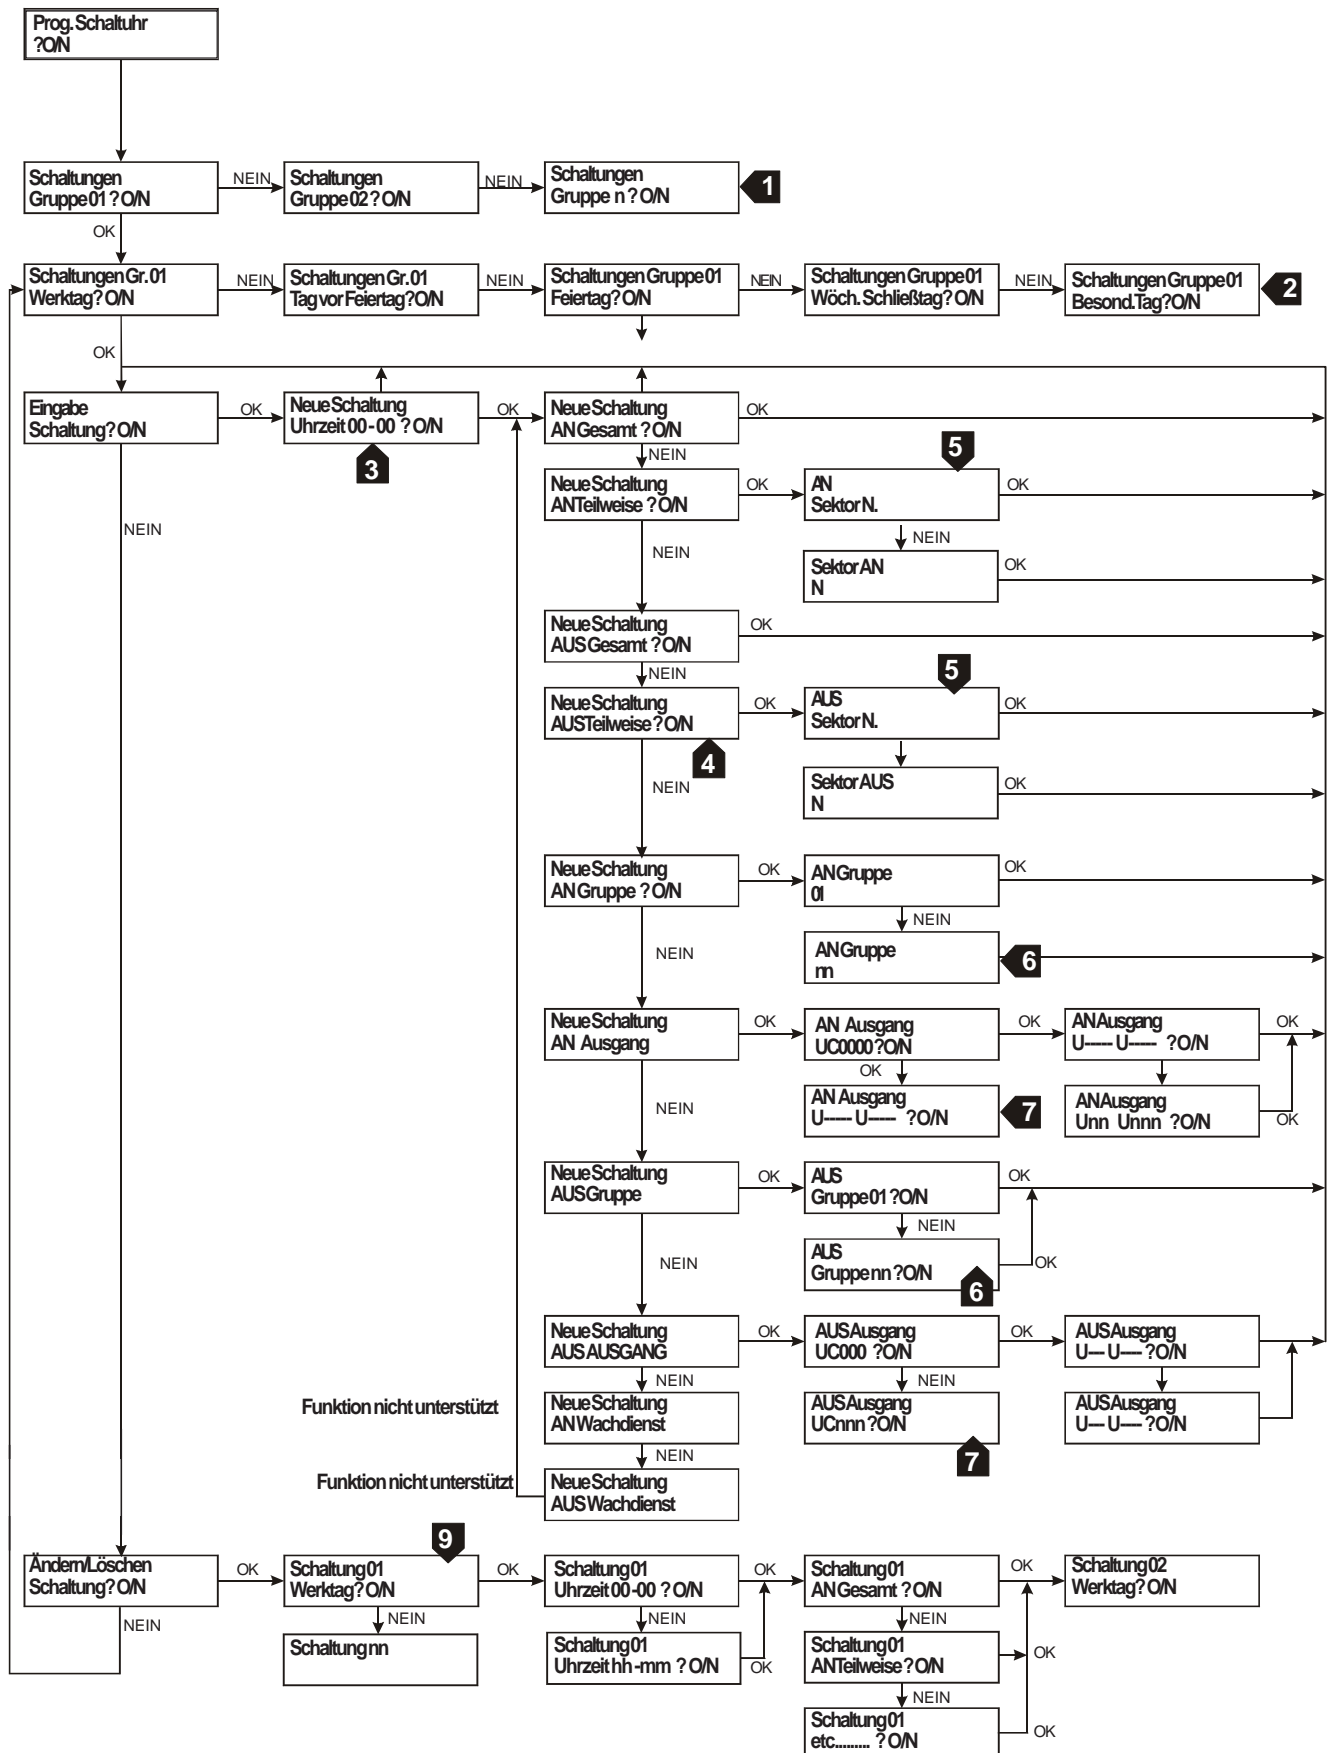 Prog. Schaltuhr
?O/N
Schaltungen
Gruppe 01 ? O/N
NEIN
Schaltungen
Gruppe 02 ? O/N
NEIN
Schaltungen
Gruppe n ? O/N
1
OK
Schaltungen Gr. 01
Werktag? O/N
NEIN
Schaltungen Gr. 01
Tag vor Feiertag? O/N
NEIN
Schaltungen Gruppe 01
Feiertag? O/N
NEIN
Schaltungen Gruppe 01
Wöch. Schließtag? O/N
NEIN
Schaltungen Gruppe 01
Besond. Tag? O/N
2
OK
Eingabe
Schaltung? O/N
OK
Neue Schaltung
Uhrzeit 00 - 00 ? O/N
3
OK
Neue Schaltung
AN Gesamt ? O/N
OK
NEIN
Neue Schaltung
AN Teilweise ? O/N
OK
5
AN
Sektor N.
OK
NEIN
NEIN
NEIN
Sektor AN
N
OK
Neue Schaltung
AUS Gesamt ? O/N
OK
NEIN
Neue Schaltung
AUS Teilweise ? O/N
4
OK
5
AUS
Sektor N.
OK
NEIN
Sektor AUS
N
OK
Neue Schaltung
AN Gruppe ? O/N
OK
AN Gruppe
01
OK
NEIN
NEIN
AN Gruppe
nn
6
Neue Schaltung
AN Ausgang
OK
AN Ausgang
UC0000 ? O/N
OK
AN Ausgang
U----- U----- ? O/N
OK
OK
NEIN
AN Ausgang
U----- U----- ? O/N
7
AN Ausgang
Unn Unnn ? O/N
OK
Neue Schaltung
AUS Gruppe
OK
AUS
Gruppe 01 ? O/N
OK
NEIN
NEIN
AUS
Gruppe nn ? O/N
6
OK
Neue Schaltung
AUS AUSGANG
OK
AUS Ausgang
UC000 ? O/N
OK
AUS Ausgang
U---- U----- ? O/N
NEIN
NEIN
Funktion nicht unterstützt
Neue Schaltung
AN Wachdienst
AUS Ausgang
UCnnn ? O/N
7
AUS Ausgang
U---- U----- ? O/N
NEIN
Funktion nicht unterstützt
Neue Schaltung
AUS Wachdienst
Ändern/Löschen
Schaltung? O/N
OK
9
Schaltung 01
Werktag? O/N
OK
Schaltung 01
Uhrzeit 00 - 00 ? O/N
OK
Schaltung 01
AN Gesamt ? O/N
OK
Schaltung 02
Werktag? O/N
NEIN
NEIN
NEIN
NEIN
Schaltung nn
Schaltung 01
Uhrzeit hh - mm ? O/N
OK
Schaltung 01
AN Teilweise ? O/N
OK
NEIN
Schaltung 01
etc......... ? O/N
OK